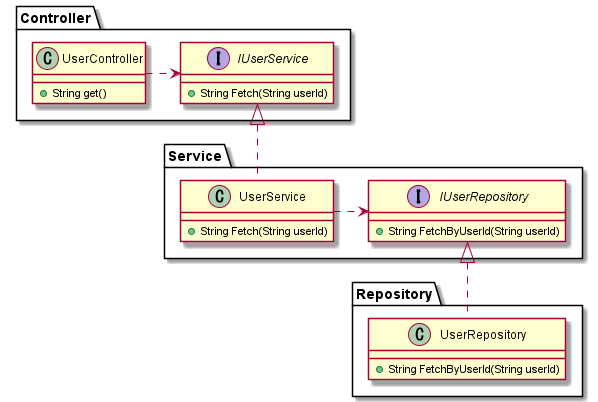 Controller
C UserController
String get()
I IUserService
String Fetch(String userId)
Service
C UserService
String Fetch(String userId)
I IUserRepository
String FetchByUserId(String userId)
Repository
C UserRepository
String FetchByUserId(String userId)